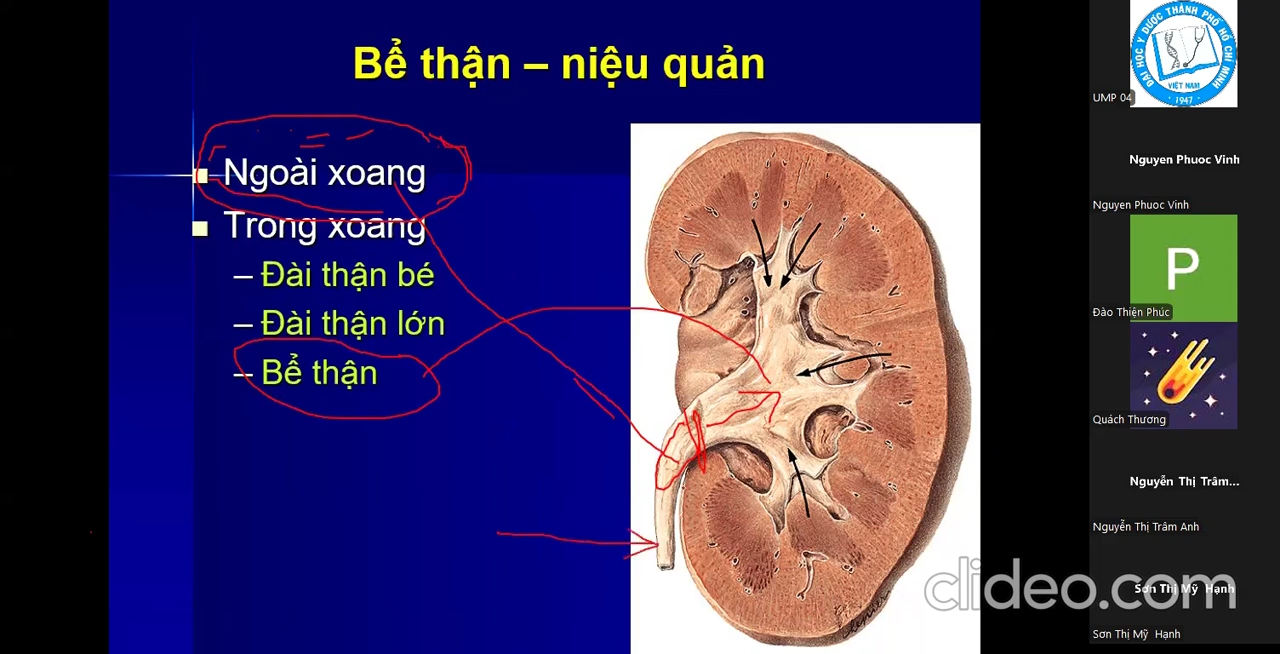 Bể thận – niệu quản
Ngoài xoang
Trong xoang
– Đài thận bé
– Đài thận lớn
– Bể thận
ĐẠI HỌC Y DƯỢC THÀNH PHỐ HỒ CHÍ MINH
VIỆT NAM
1947
UMP 04
Nguyen Phuoc Vinh
Nguyen Phuoc Vinh
P
Đào Thiện Phúc
Quách Thương
Nguyễn Thị Trâm...
Nguyễn Thị Trâm Anh
Sơn Thị Mỹ Hạnh
Sơn Thị Mỹ Hạnh
clideo.com